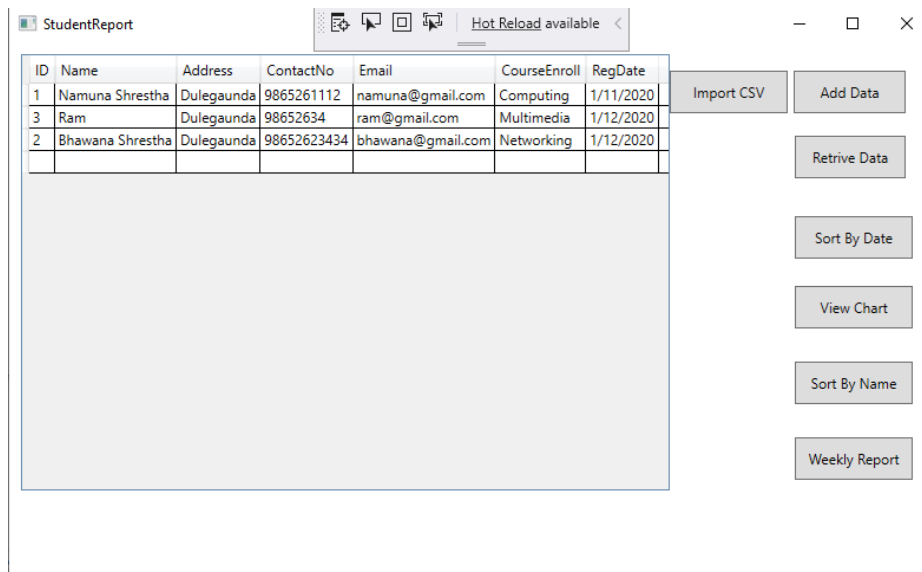 StudentReport
Hot Reload available
ID Name Address ContactNo Email CourseEnroll RegDate
1 Namuna Shrestha Dulegaunda 9865261112 namuna@gmail.com Computing 1/11/2020
3 Ram Dulegaunda 98652634 ram@gmail.com Multimedia 1/12/2020
2 Bhawana Shrestha Dulegaunda 98652623434 bhawana@gmail.com Networking 1/12/2020
Import CSV
Add Data
Retrive Data
Sort By Date
View Chart
Sort By Name
Weekly Report